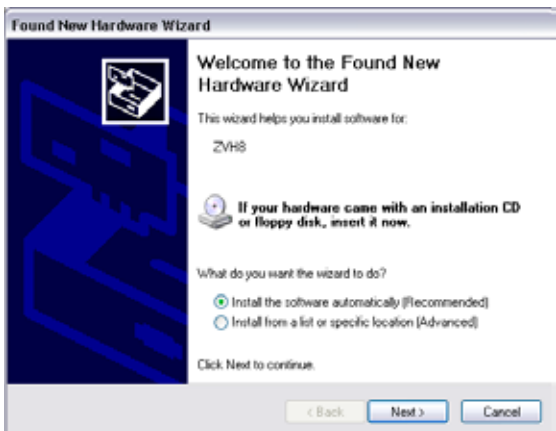 Found New Hardware Wizard
Welcome to the Found New
Hardware Wizard
This wizard helps you install software for:
ZVH8
If your hardware came with an installation CD
or floppy disk, insert it now.
What do you want the wizard to do?
Install the software automatically (Recommended)
Install from a list or specific location (Advanced)
Click Next to continue.
< Back Next > Cancel